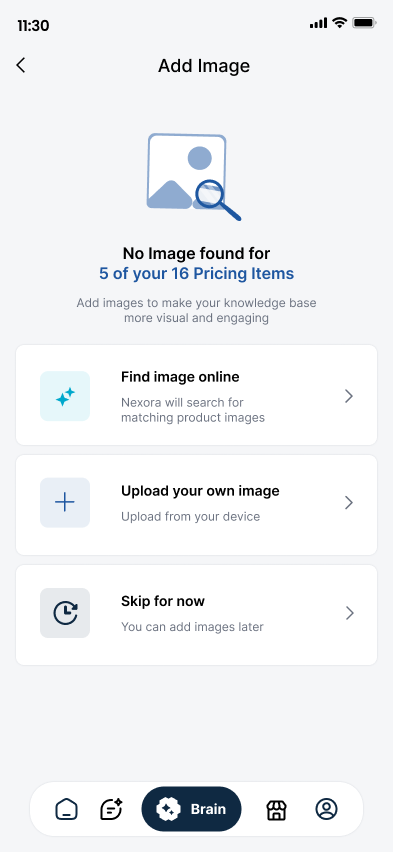 11:30
Add Image
No Image found for
5 of your 16 Pricing Items
Add images to make your knowledge base
more visual and engaging
Find image online
Nexora will search for
matching product images
Upload your own image
Upload from your device
Skip for now
You can add images later
Brain